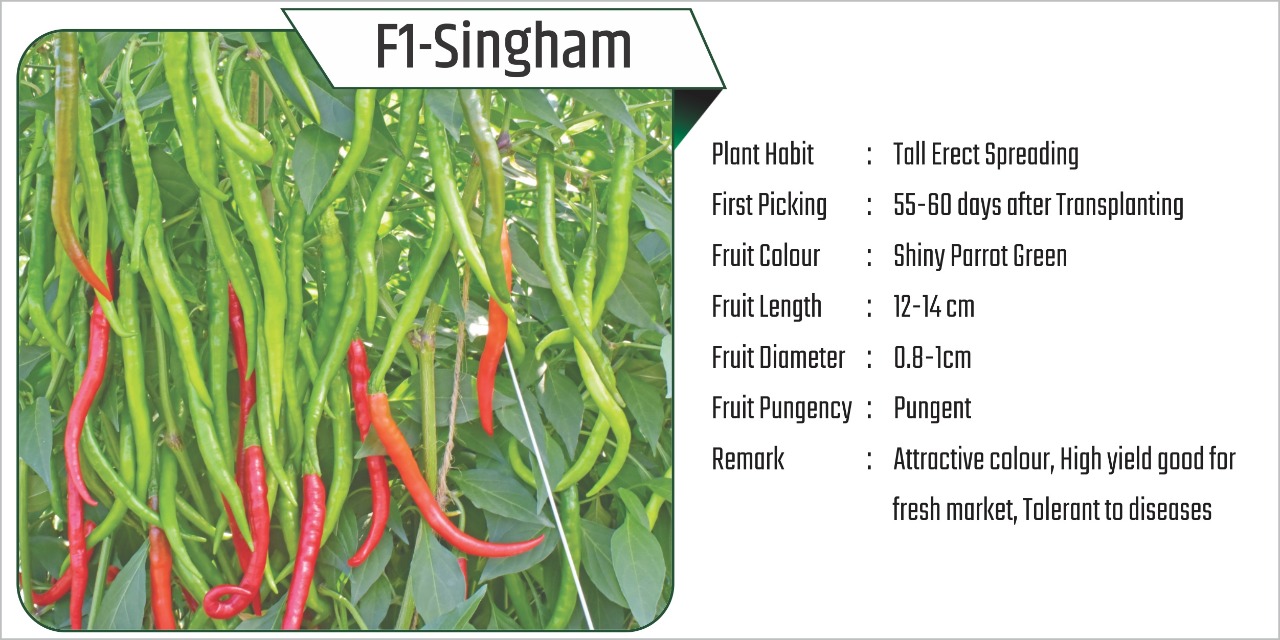 F1-Singham
Plant Habit : Tall Erect Spreading
First Picking : 55-60 days after Transplanting
Fruit Colour : Shiny Parrot Green
Fruit Length : 12-14 cm
Fruit Diameter : 0.8-1cm
Fruit Pungency : Pungent
Remark : Attractive colour, High yield good for
fresh market, Tolerant to diseases